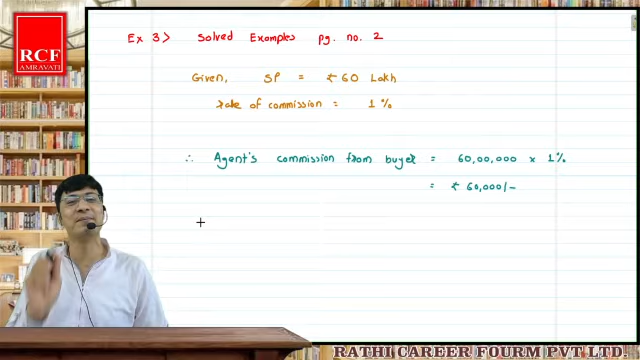 RCF
AMRAVATI
Ex 3> Solved Examples pg. no. 2
Given, SP = ₹ 60 Lakh
rate of commission = 1 %
∴ Agent's commission from buyer = 60,00,000 x 1%
= ₹ 60,000/-
RATHI CAREER FOURM PVT LTD